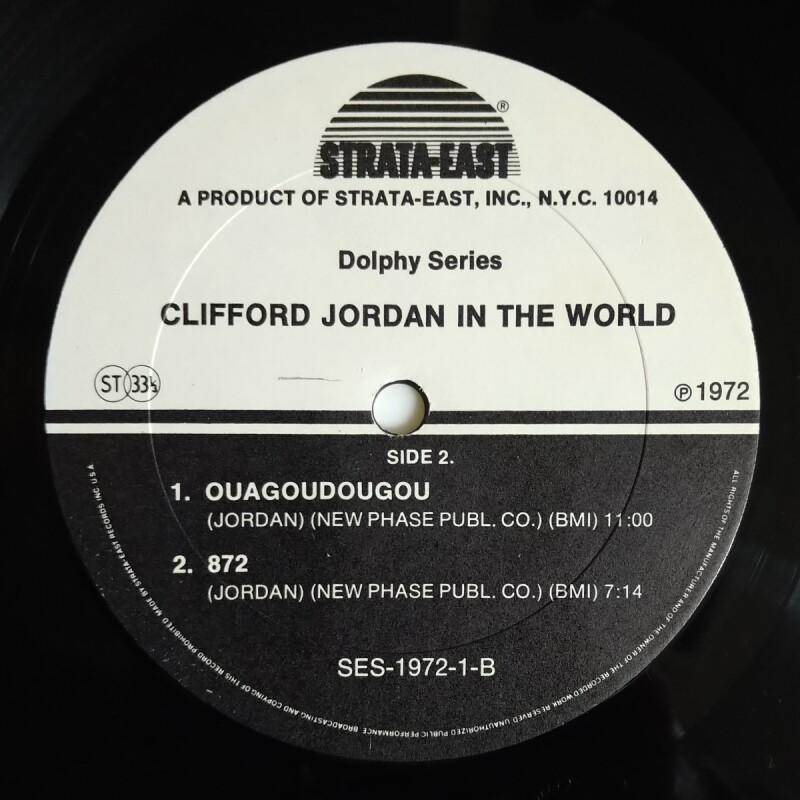 STRATA-EAST ®
A PRODUCT OF STRATA-EAST, INC., N.Y.C. 10014
Dolphy Series
CLIFFORD JORDAN IN THE WORLD
ST 33⅓
℗ 1972
SIDE 2.
1. OUAGOUDOUGOU
(JORDAN) (NEW PHASE PUBL. CO.) (BMI) 11:00
2. 872
(JORDAN) (NEW PHASE PUBL. CO.) (BMI) 7:14
SES-1972-1-B
ALL RIGHTS OF THE MANUFACTURER AND OF THE OWNER OF THE RECORDED WORK RESERVED UNAUTHORIZED PUBLIC PERFORMANCE BROADCASTING AND COPYING OF THIS RECORD PROHIBITED MADE BY STRATA-EAST RECORDS INC U.S.A.